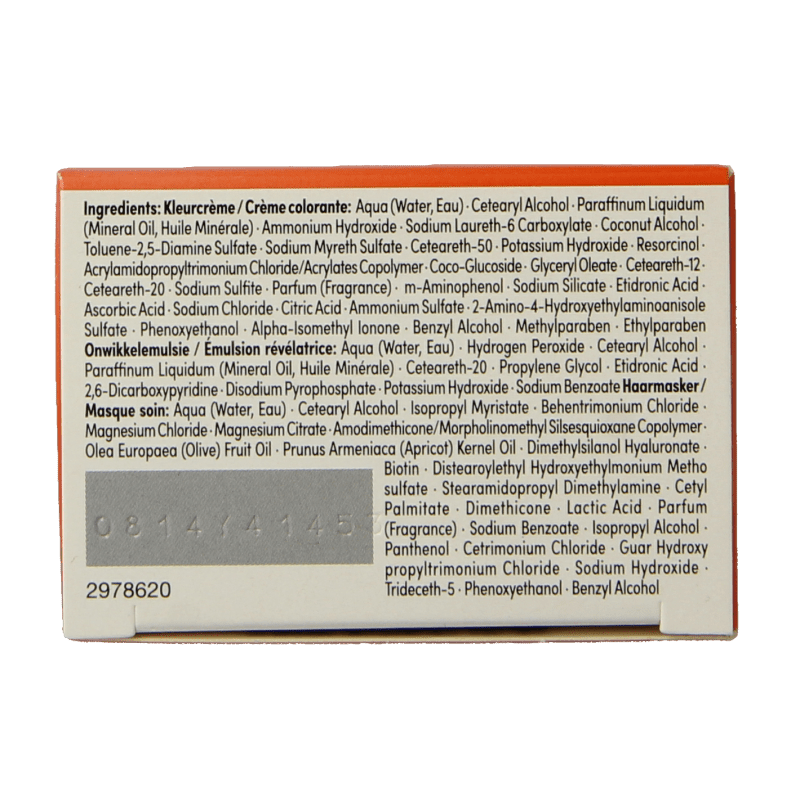 Ingredients: Kleurcrème / Crème colorante: Aqua (Water, Eau) · Cetearyl Alcohol · Paraffinum Liquidum
(Mineral Oil, Huile Minérale) · Ammonium Hydroxide · Sodium Laureth-6 Carboxylate · Coconut Alcohol ·
Toluene-2,5-Diamine Sulfate · Sodium Myreth Sulfate · Ceteareth-50 · Potassium Hydroxide · Resorcinol ·
Acrylamidopropyltrimonium Chloride/Acrylates Copolymer · Coco-Glucoside · Glyceryl Oleate · Ceteareth-12 ·
Ceteareth-20 · Sodium Sulfite · Parfum (Fragrance) · m-Aminophenol · Sodium Silicate · Etidronic Acid ·
Ascorbic Acid · Sodium Chloride · Citric Acid · Ammonium Sulfate · 2-Amino-4-Hydroxyethylaminoanisole
Sulfate · Phenoxyethanol · Alpha-Isomethyl Ionone · Benzyl Alcohol · Methylparaben · Ethylparaben
Onwikkelemulsie / Émulsion révélatrice: Aqua (Water, Eau) · Hydrogen Peroxide · Cetearyl Alcohol ·
Paraffinum Liquidum (Mineral Oil, Huile Minérale) · Ceteareth-20 · Propylene Glycol · Etidronic Acid ·
2,6-Dicarboxypyridine · Disodium Pyrophosphate · Potassium Hydroxide · Sodium Benzoate Haarmasker /
Masque soin: Aqua (Water, Eau) · Cetearyl Alcohol · Isopropyl Myristate · Behentrimonium Chloride ·
Magnesium Chloride · Magnesium Citrate · Amodimethicone/Morpholinomethyl Silsesquioxane Copolymer ·
Olea Europaea (Olive) Fruit Oil · Prunus Armeniaca (Apricot) Kernel Oil · Dimethylsilanol Hyaluronate ·
Biotin · Distearoylethyl Hydroxyethylmonium Metho
sulfate · Stearamidopropyl Dimethylamine · Cetyl
Palmitate · Dimethicone · Lactic Acid · Parfum
(Fragrance) · Sodium Benzoate · Isopropyl Alcohol ·
Panthenol · Cetrimonium Chloride · Guar Hydroxy
propyltrimonium Chloride · Sodium Hydroxide ·
Trideceth-5 · Phenoxyethanol · Benzyl Alcohol
2978620